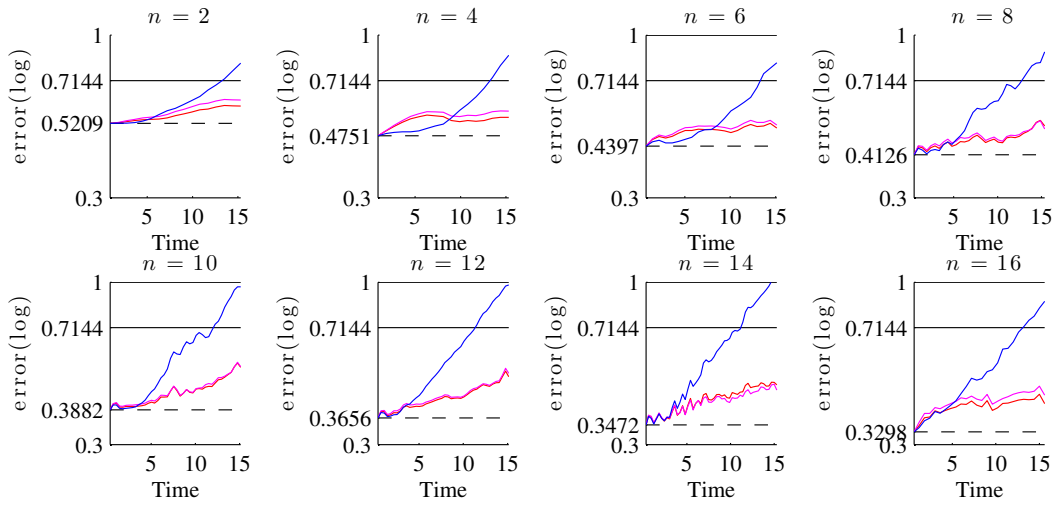 n = 2
1
0.7144
0.5209
0.3
error(log)
5
10
15
Time
n = 4
1
0.7144
0.4751
0.3
error(log)
5
10
15
Time
n = 6
1
0.7144
0.4397
0.3
error(log)
5
10
15
Time
n = 8
1
0.7144
0.4126
0.3
error(log)
5
10
15
Time
n = 10
1
0.7144
0.3882
0.3
error(log)
5
10
15
Time
n = 12
1
0.7144
0.3656
0.3
error(log)
5
10
15
Time
n = 14
1
0.7144
0.3472
0.3
error(log)
5
10
15
Time
n = 16
1
0.7144
0.3298
0.3
error(log)
5
10
15
Time